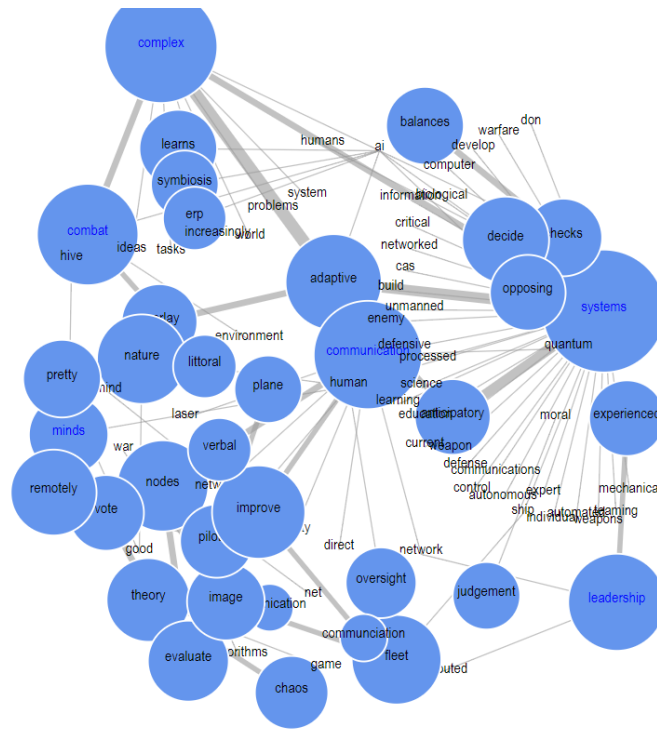 complex
balances
don
warfare
humans
learns
ai
develop
computer
symbiosis
system
information
biological
problems
erp
critical
combat
increasingly
world
decide
hecks
hive
ideas
tasks
networked
cas
adaptive
build
opposing
unmanned
systems
enemy
environment
defensive
quantum
communication
processed
nature
littoral
pretty
human
science
plane
learning
laser
education
anticipatory
moral
experienced
minds
war
verbal
current
weapon
defense
communications
nodes
control
autonomous
expert
mechanical
remotely
vote
improve
ship
individual
automated
weapons
teaming
pilo
good
direct
network
oversight
net
judgement
theory
image
nication
leadership
communciation
evaluate
orithms
game
fleet
outed
chaos